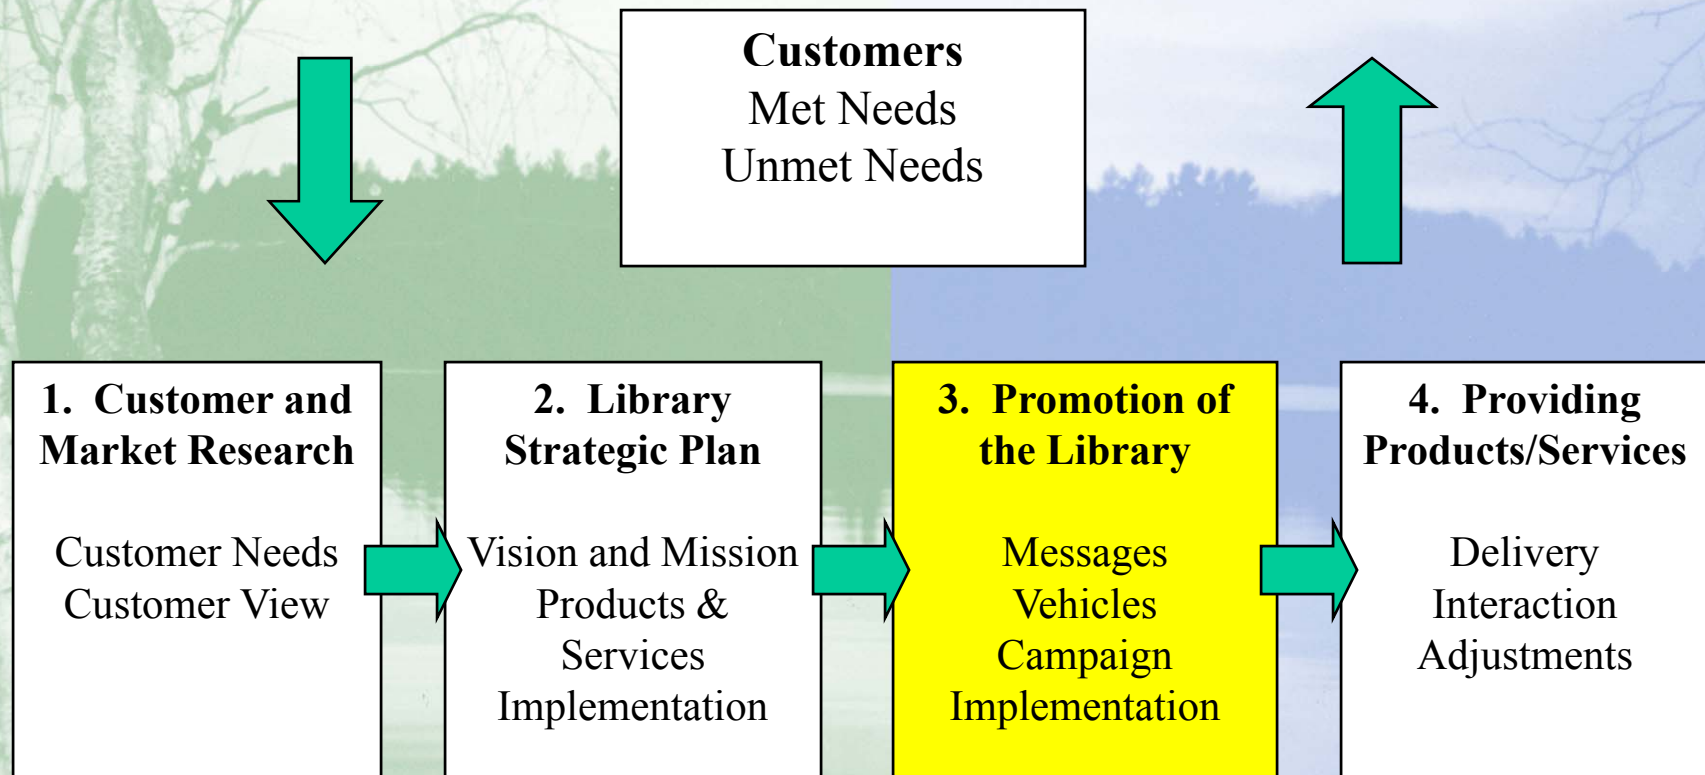 Customers
Met Needs
Unmet Needs
1. Customer and
Market Research
Customer Needs
Customer View
2. Library
Strategic Plan
Vision and Mission
Products &
Services
Implementation
3. Promotion of
the Library
Messages
Vehicles
Campaign
Implementation
4. Providing
Products/Services
Delivery
Interaction
Adjustments